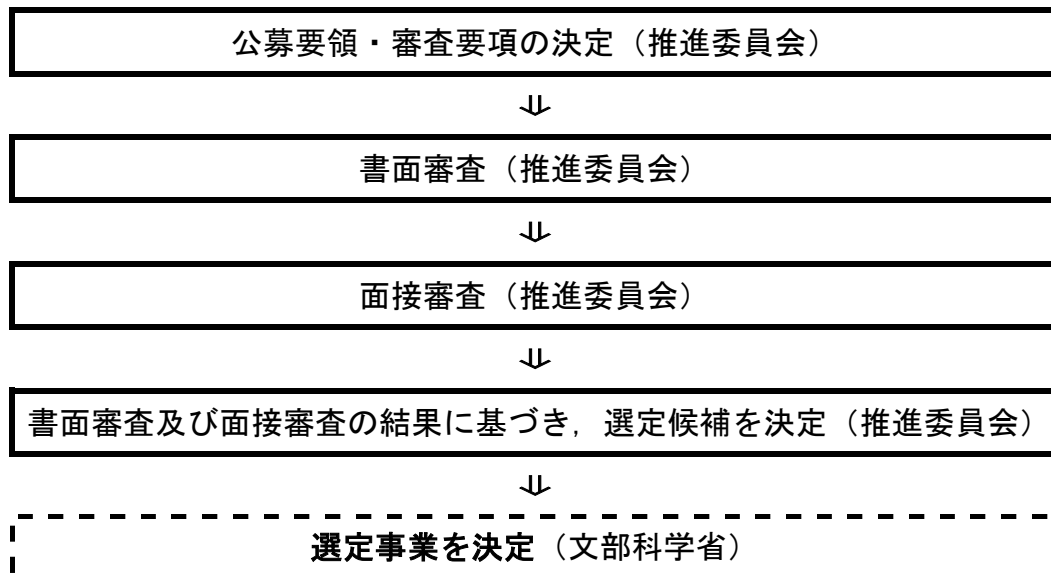 公募要領・審査要項の決定（推進委員会）
⇓
書面審査（推進委員会）
⇓
面接審査（推進委員会）
⇓
書面審査及び面接審査の結果に基づき，選定候補を決定（推進委員会）
⇓
選定事業を決定（文部科学省）